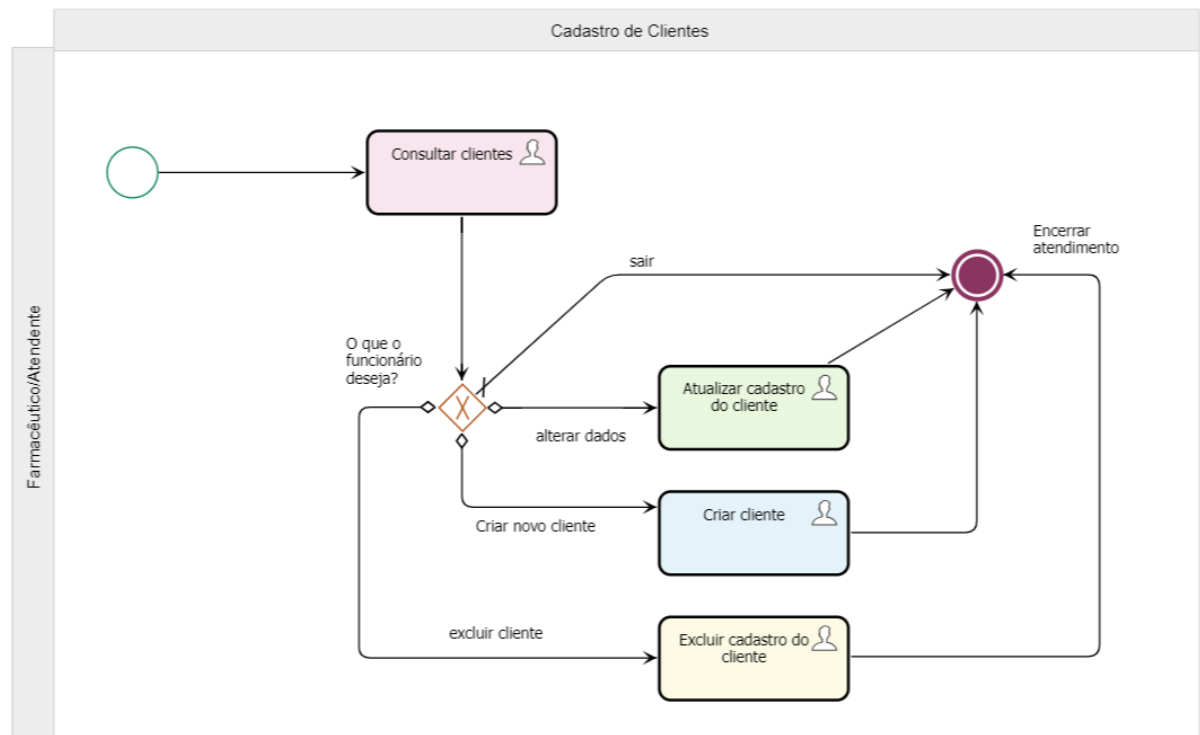 Cadastro de Clientes
Farmacêutico/Atendente
Consultar clientes
Encerrar
atendimento
sair
O que o
funcionário
deseja?
Atualizar cadastro
do cliente
alterar dados
Criar cliente
Criar novo cliente
excluir cliente
Excluir cadastro do
cliente